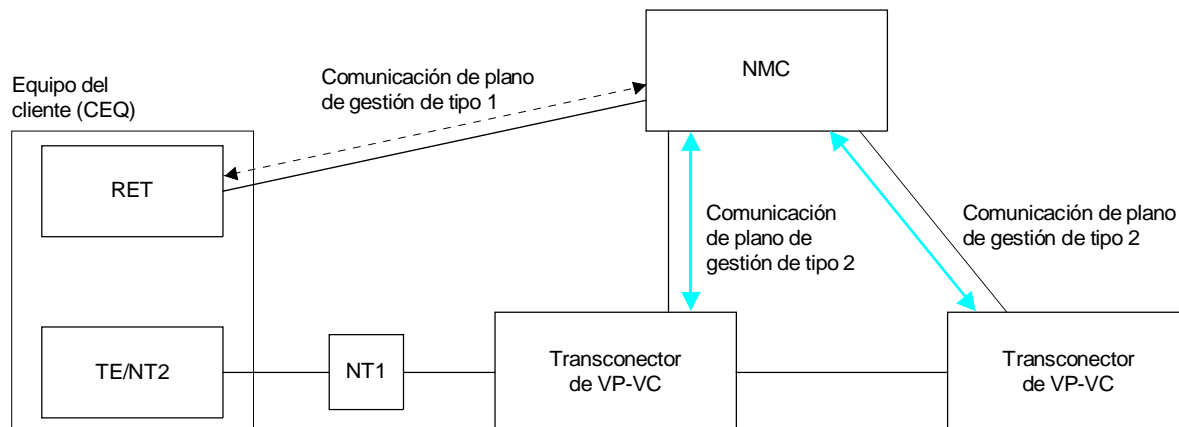 Equipo del
cliente (CEQ)
Comunicación de plano
de gestión de tipo 1
NMC
RET
Comunicación
de plano de
gestión de tipo 2
Comunicación de plano
de gestión de tipo 2
TE/NT2
NT1
Transconector
de VP-VC
Transconector
de VP-VC